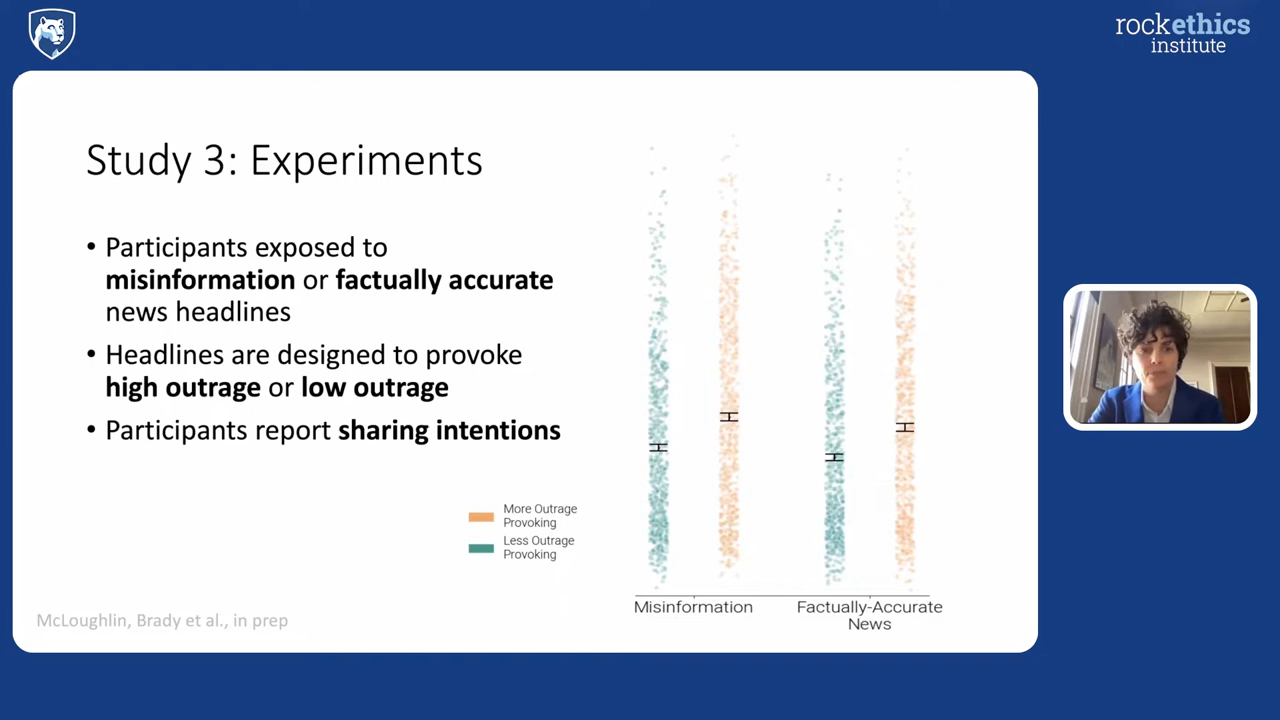 rockethics
institute
Study 3: Experiments
• Participants exposed to
misinformation or factually accurate
news headlines
• Headlines are designed to provoke
high outrage or low outrage
• Participants report sharing intentions
More Outrage
Provoking
Less Outrage
Provoking
Misinformation
Factually-Accurate
News
McLoughlin, Brady et al., in prep